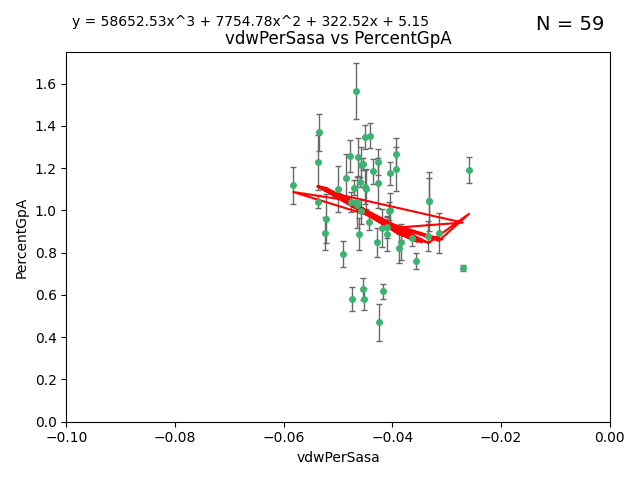 y = 58652.53x^3 + 7754.78x^2 + 322.52x + 5.15
N = 59
vdwPerSasa vs PercentGpA
1.6
1.4
1.2
1.0
0.8
0.6
0.4
0.2
0.0
PercentGpA
−0.10 −0.08 −0.06 −0.04 −0.02 0.00
vdwPerSasa